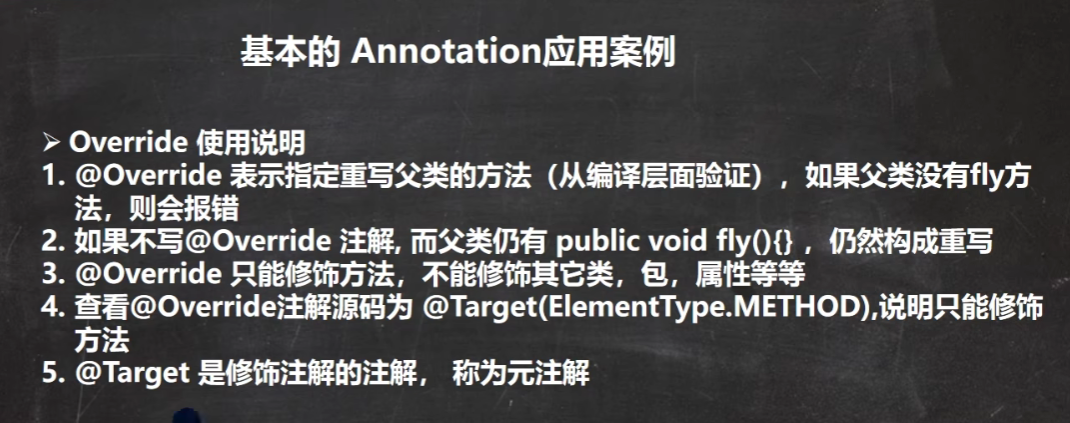 基本的 Annotation应用案例
➢ Override 使用说明
1. @Override 表示指定重写父类的方法（从编译层面验证），如果父类没有fly方
法，则会报错
2. 如果不写@Override 注解, 而父类仍有 public void fly(){} ，仍然构成重写
3. @Override 只能修饰方法，不能修饰其它类，包，属性等等
4. 查看@Override注解源码为 @Target(ElementType.METHOD),说明只能修饰
方法
5. @Target 是修饰注解的注解， 称为元注解